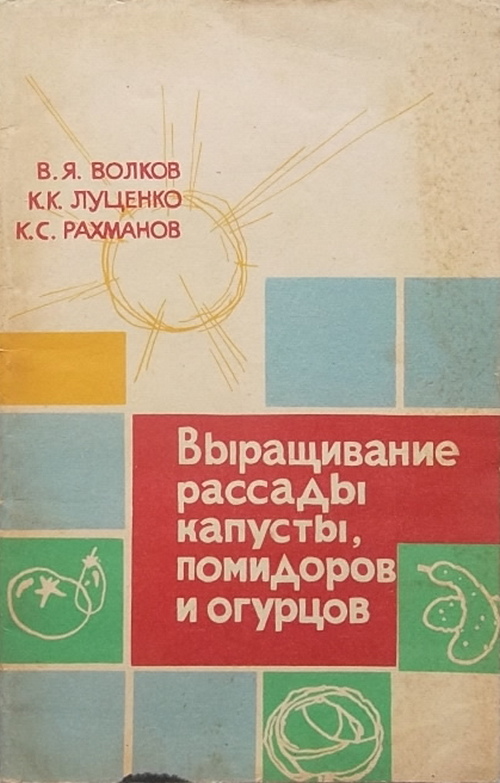 В.Я. ВОЛКОВ
К.К. ЛУЦЕНКО
К.С. РАХМАНОВ
Выращивание
рассады
капусты,
помидоров
и огурцов